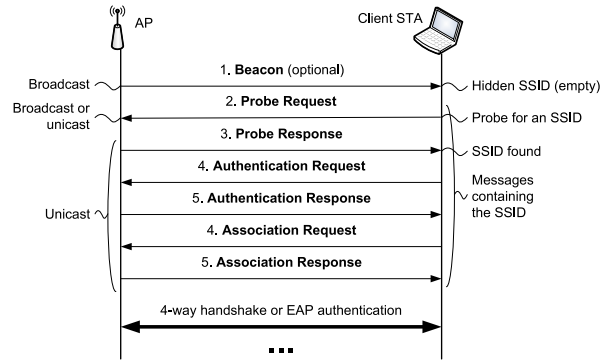 AP
Client STA
1. Beacon (optional)
Broadcast
Hidden SSID (empty)
2. Probe Request
Broadcast or
unicast
Probe for an SSID
3. Probe Response
SSID found
4. Authentication Request
Messages
containing
the SSID
5. Authentication Response
Unicast
4. Association Request
5. Association Response
4-way handshake or EAP authentication
...